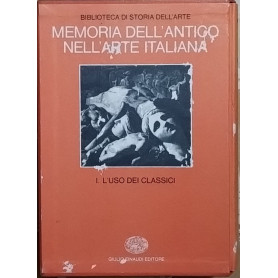 BIBLIOTECA DI STORIA DELL'ARTE
MEMORIA DELL'ANTICO
NELL'ARTE ITALIANA
I. L'USO DEI CLASSICI
GIULIO EINAUDI EDITORE